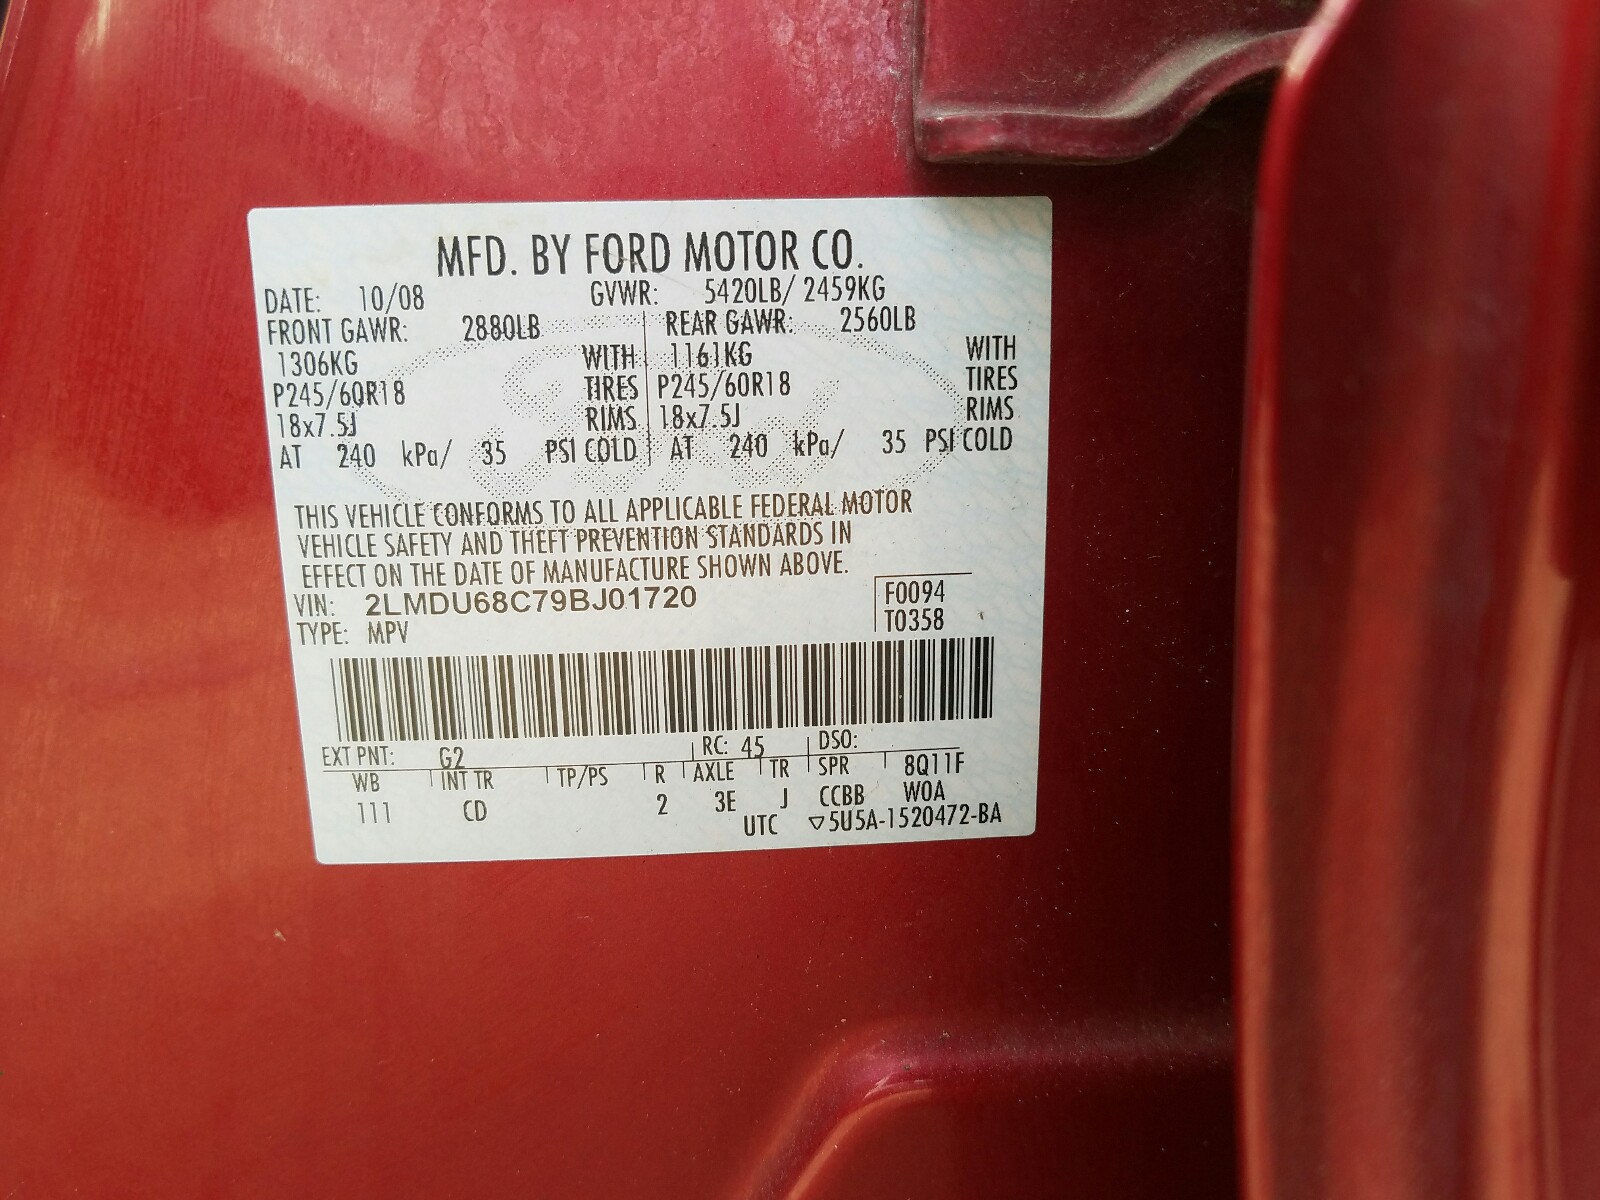 MFD. BY FORD MOTOR CO.
DATE: 10/08 GVWR: 5420LB/ 2459KG
FRONT GAWR: 2880LB REAR GAWR: 2560LB
1306KG WITH 1161KG WITH
P245/60R18 TIRES P245/60R18 TIRES
18x7.5J RIMS 18x7.5J RIMS
AT 240 kPa/ 35 PSI COLD AT 240 kPa/ 35 PSI COLD
THIS VEHICLE CONFORMS TO ALL APPLICABLE FEDERAL MOTOR
VEHICLE SAFETY AND THEFT PREVENTION STANDARDS IN
EFFECT ON THE DATE OF MANUFACTURE SHOWN ABOVE.
VIN: 2LMDU68C79BJ01720 F0094
TYPE: MPV T0358
EXT PNT: G2 RC: 45 DSO:
WB INT TR TP/PS R AXLE TR SPR 8Q11F
111 CD 2 3E J CCBB WOA
UTC ▽5U5A-1520472-BA